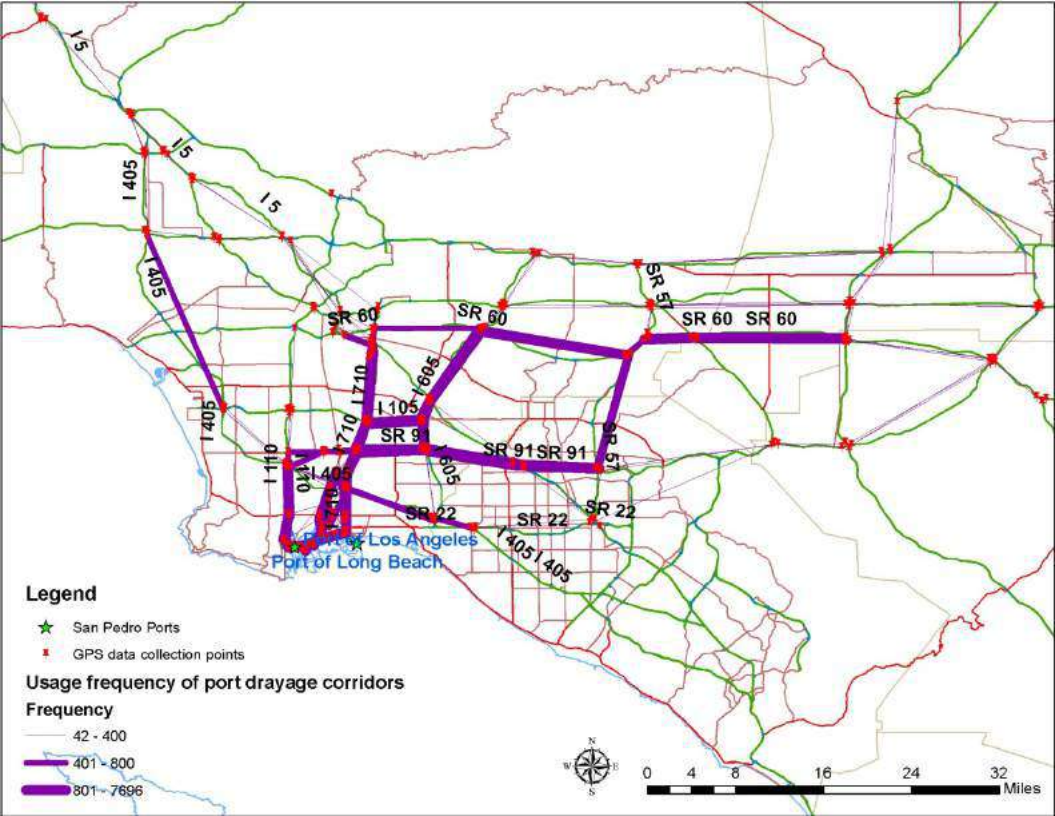 I 5
I 5
I 405
I 5
I 405
SR 57
SR 60
SR 60
SR 60
SR 60
I 710
I 605
I 405
I 105
I 710
SR 91
SR 91
SR 91
SR 57
I 110
I 110
I 405
I 605
I 710
SR 22
SR 22
SR 22
I 405
I 405
Port of Los Angeles
Port of Long Beach
Legend
San Pedro Ports
GPS data collection points
Usage frequency of port drayage corridors
Frequency
42 - 400
401 - 800
801 - 7696
N
W E
S
0 4 8 16 24 32
Miles